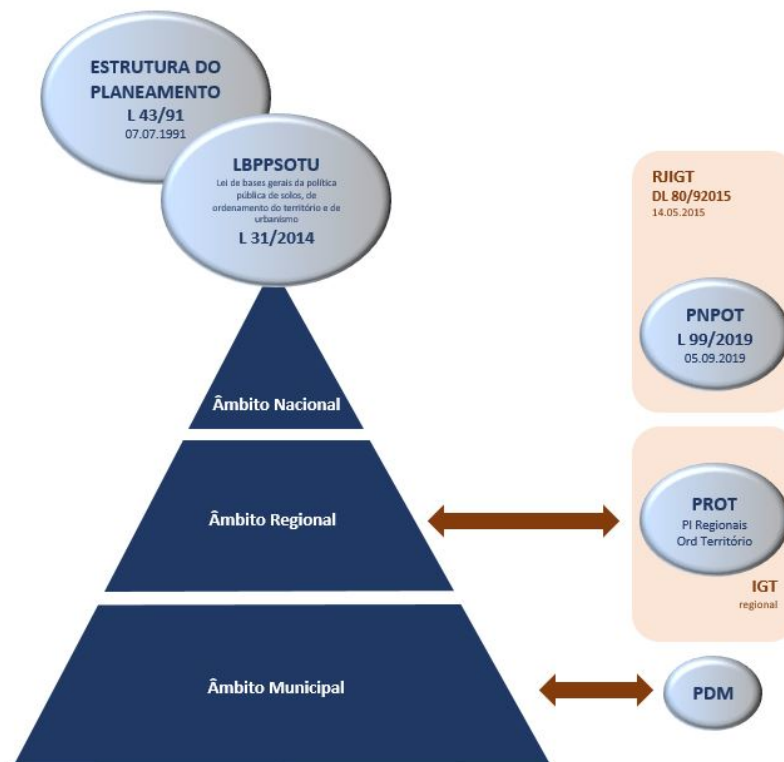 ESTRUTURA DO
PLANEAMENTO
L 43/91
07.07.1991
LBPPSOTU
Lei de bases gerais da política
pública de solos, de
ordenamento do território e de
urbanismo
L 31/2014
RJIGT
DL 80/92015
14.05.2015
PNPOT
L 99/2019
05.09.2019
Âmbito Nacional
Âmbito Regional
PROT
Pl Regionais
Ord Território
IGT
regional
Âmbito Municipal
PDM